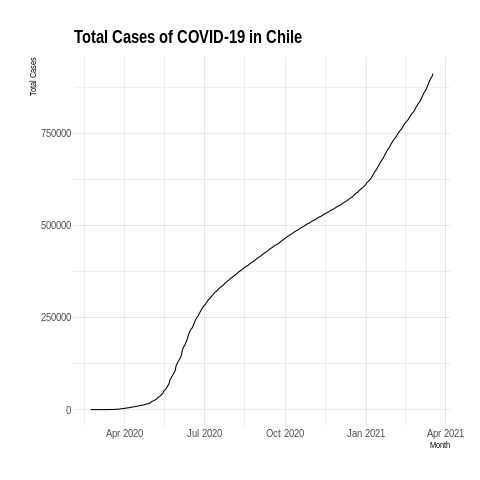 Total Cases of COVID-19 in Chile
Total Cases
750000
500000
250000
0
Apr 2020 Jul 2020 Oct 2020 Jan 2021 Apr 2021
Month